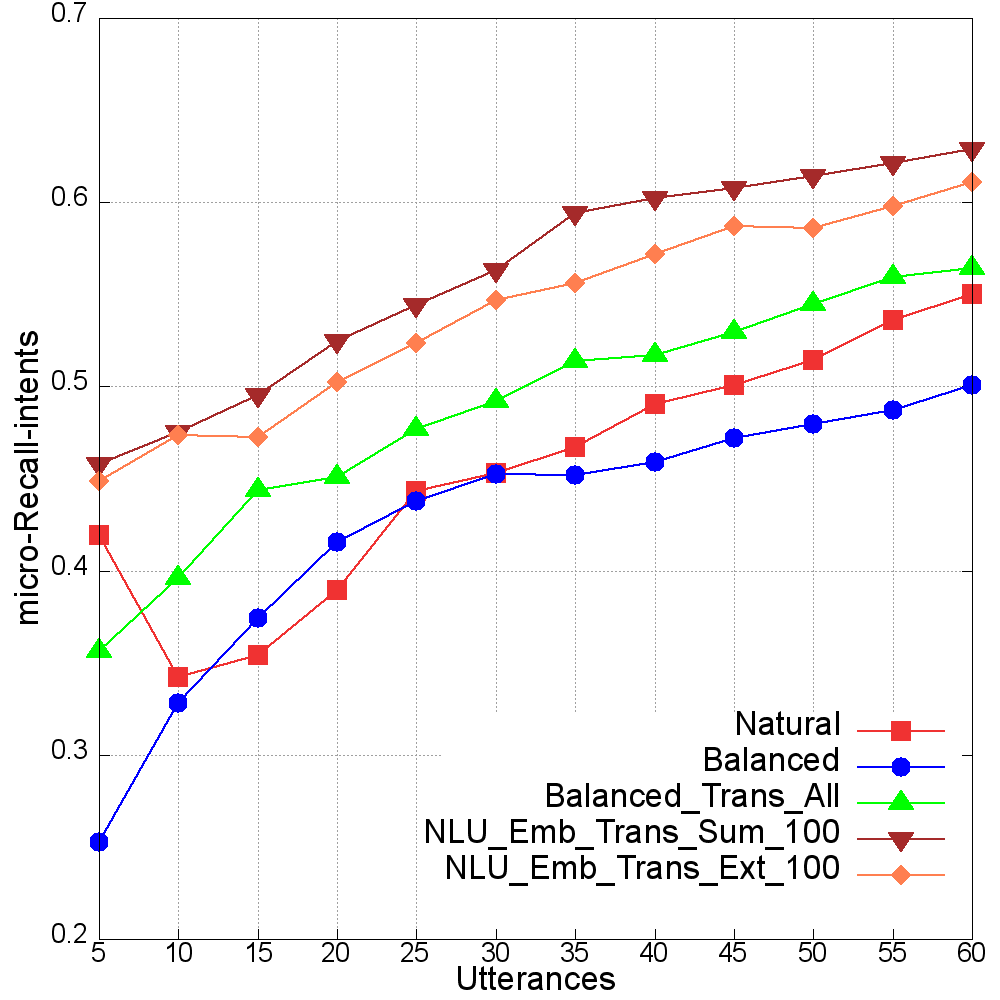 0.7
0.6
0.5
0.4
0.3
0.2
micro-Recall-intents
Natural
Balanced
Balanced_Trans_All
NLU_Emb_Trans_Sum_100
NLU_Emb_Trans_Ext_100
5 10 15 20 25 30 35 40 45 50 55 60
Utterances